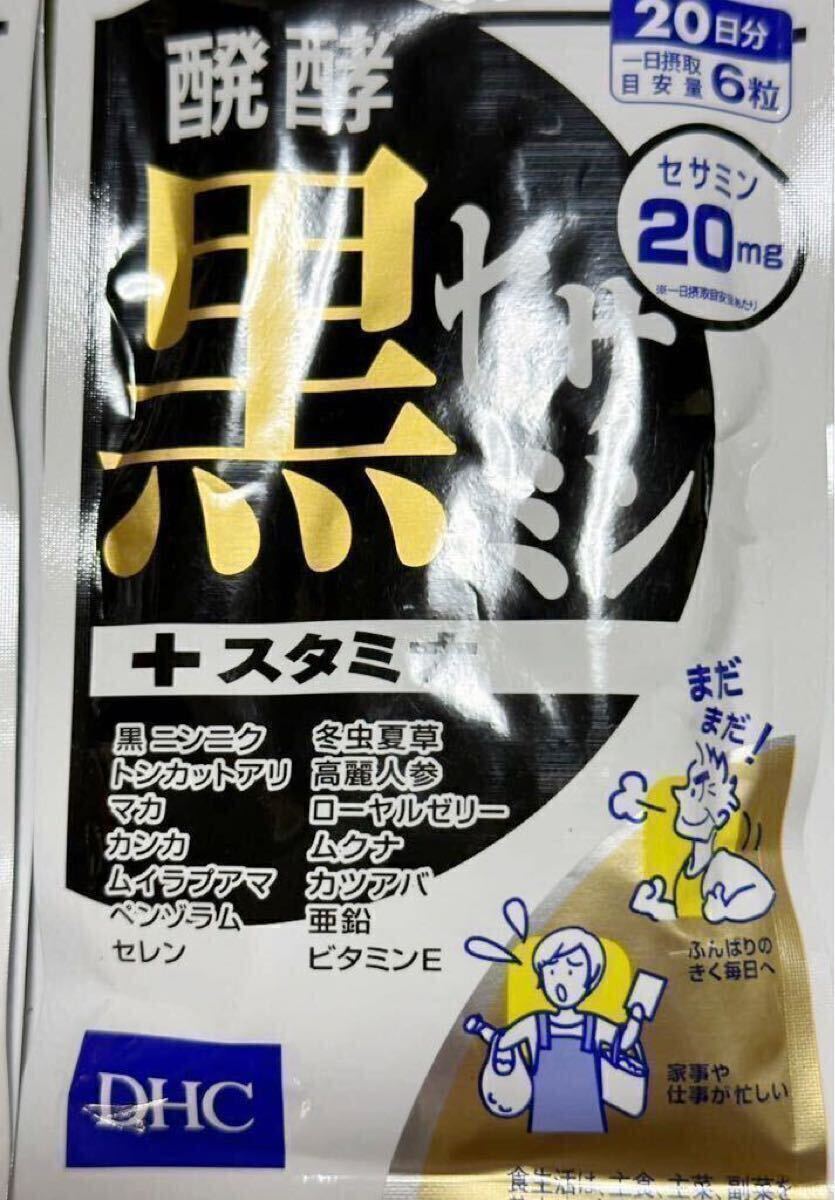 20日分
一日摂取
目安量 6粒
醗酵
黒セサミン
セサミン
20mg
※一日摂取目安量あたり
+スタミナ
黒ニンニク 冬虫夏草
トンカットアリ 高麗人参
マカ ローヤルゼリー
カンカ ムクナ
ムイラプアマ カツアバ
ペンゾラム 亜鉛
セレン ビタミンE
まだ
まだ!
ふんばりの
きく毎日へ
家事や
仕事が忙しい
DHC
食生活は、主食、主菜、副菜を